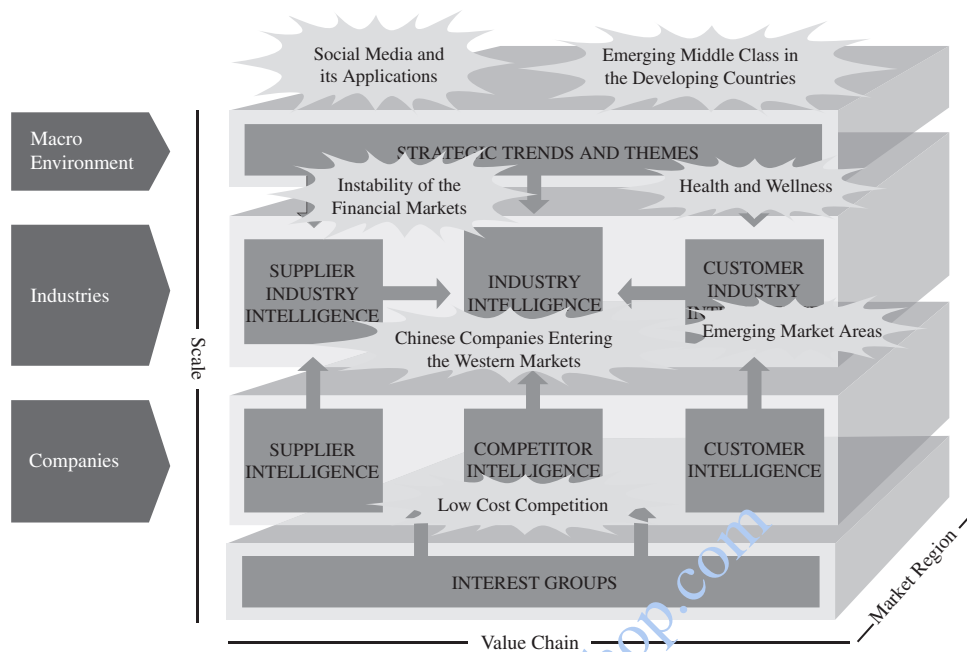 Social Media and
its Applications
Emerging Middle Class in
the Developing Countries
Macro
Environment
STRATEGIC TRENDS AND THEMES
Instability of the
Financial Markets
Health and Wellness
Industries
SUPPLIER
INDUSTRY
INTELLIGENCE
INDUSTRY
INTELLIGENCE
CUSTOMER
INDUSTRY
Chinese Companies Entering
the Western Markets
Emerging Market Areas
Scale
Companies
SUPPLIER
INTELLIGENCE
COMPETITOR
INTELLIGENCE
CUSTOMER
INTELLIGENCE
Low Cost Competition
INTEREST GROUPS
Value Chain
Market Region
op.com